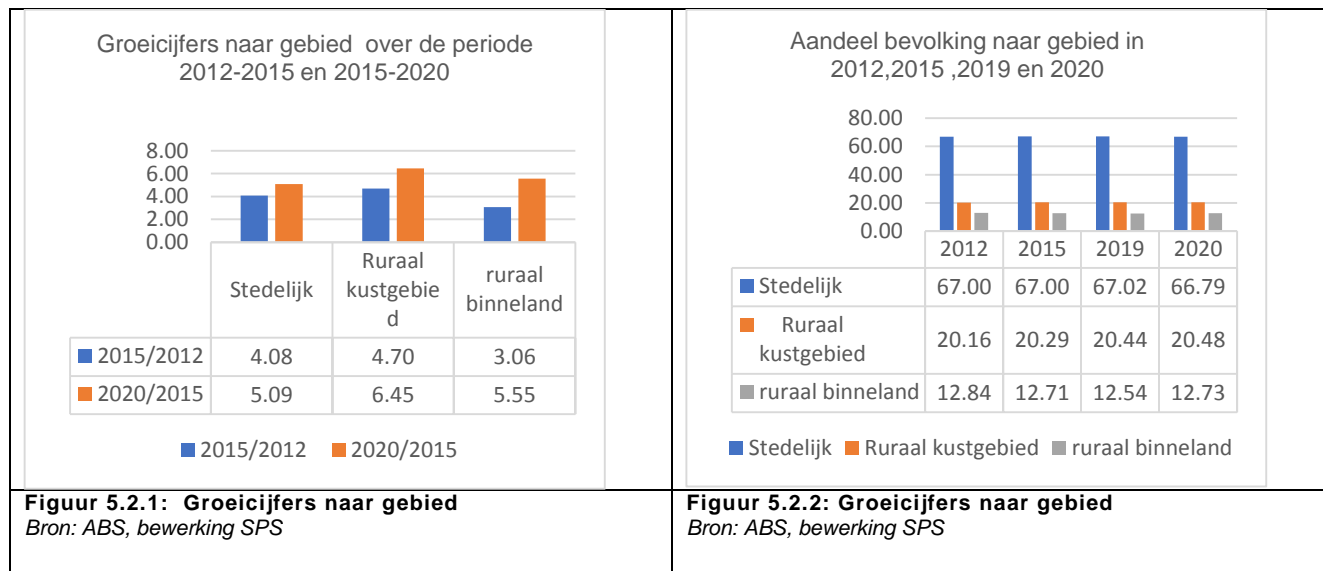 Groeicijfers naar gebied over de periode
2012-2015 en 2015-2020
8.00
6.00
4.00
2.00
0.00
Stedelijk
Ruraal
kustgebie
d
ruraal
binneland
2015/2012 4.08 4.70 3.06
2020/2015 5.09 6.45 5.55
2015/2012 2020/2015
Figuur 5.2.1: Groeicijfers naar gebied
Bron: ABS, bewerking SPS
Aandeel bevolking naar gebied in
2012,2015 ,2019 en 2020
80.00
60.00
40.00
20.00
0.00
2012 2015 2019 2020
Stedelijk 67.00 67.00 67.02 66.79
Ruraal
kustgebied 20.16 20.29 20.44 20.48
ruraal binneland 12.84 12.71 12.54 12.73
Stedelijk Ruraal kustgebied ruraal binneland
Figuur 5.2.2: Groeicijfers naar gebied
Bron: ABS, bewerking SPS